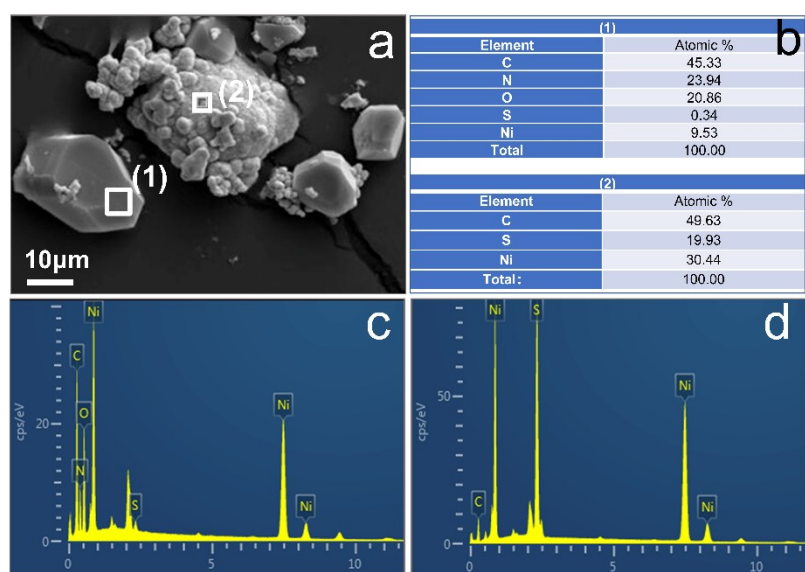 a
(1)
(2)
10μm
b
(1)
Element Atomic %
C 45.33
N 23.94
O 20.86
S 0.34
Ni 9.53
Total 100.00
(2)
Element Atomic %
C 49.63
S 19.93
Ni 30.44
Total: 100.00
c
cps/eV
20
0
C
N
O
Ni
S
Ni
Ni
0 5 10
d
cps/eV
50
0
C
Ni
S
Ni
Ni
0 5 10